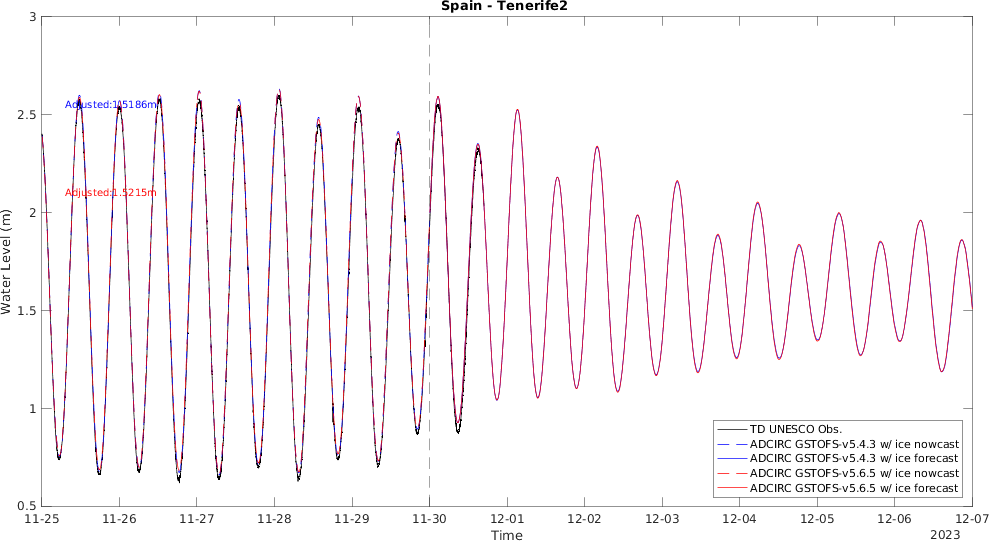 Spain - Tenerife2
3
2.5
2
1.5
1
0.5
Water Level (m)
Adjusted:1.5186m
Adjusted:1.5215m
TD UNESCO Obs.
ADCIRC GSTOFS-v5.4.3 w/ ice nowcast
ADCIRC GSTOFS-v5.4.3 w/ ice forecast
ADCIRC GSTOFS-v5.6.5 w/ ice nowcast
ADCIRC GSTOFS-v5.6.5 w/ ice forecast
11-25 11-26 11-27 11-28 11-29 11-30 12-01 12-02 12-03 12-04 12-05 12-06 12-07
Time
2023